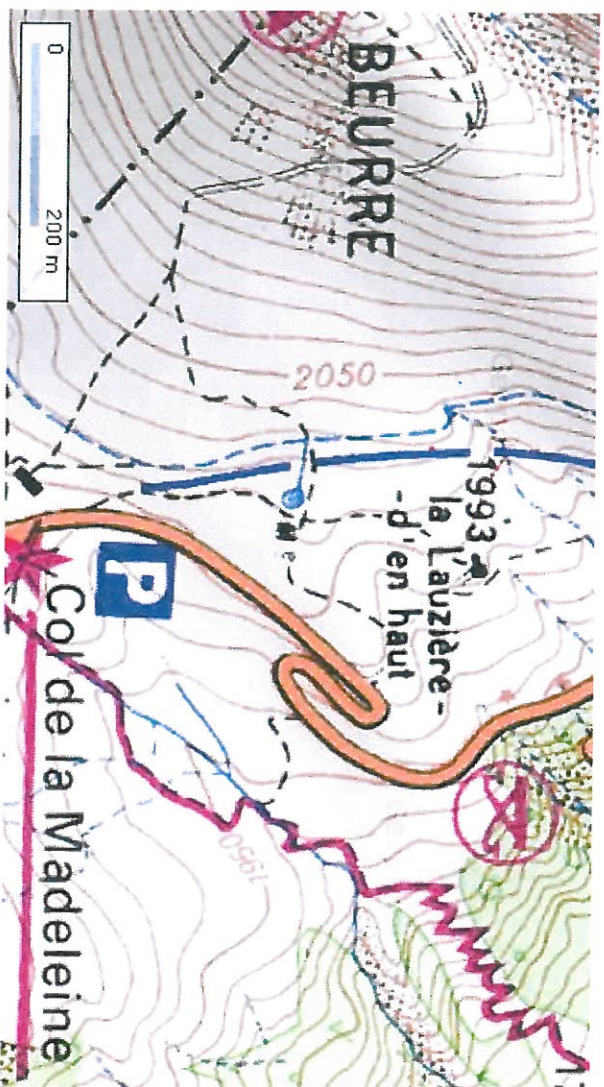 BEURRE
0
200 m
2050
1993
la Lauzière-
-d'en haut
P
Col de la Madeleine
1950